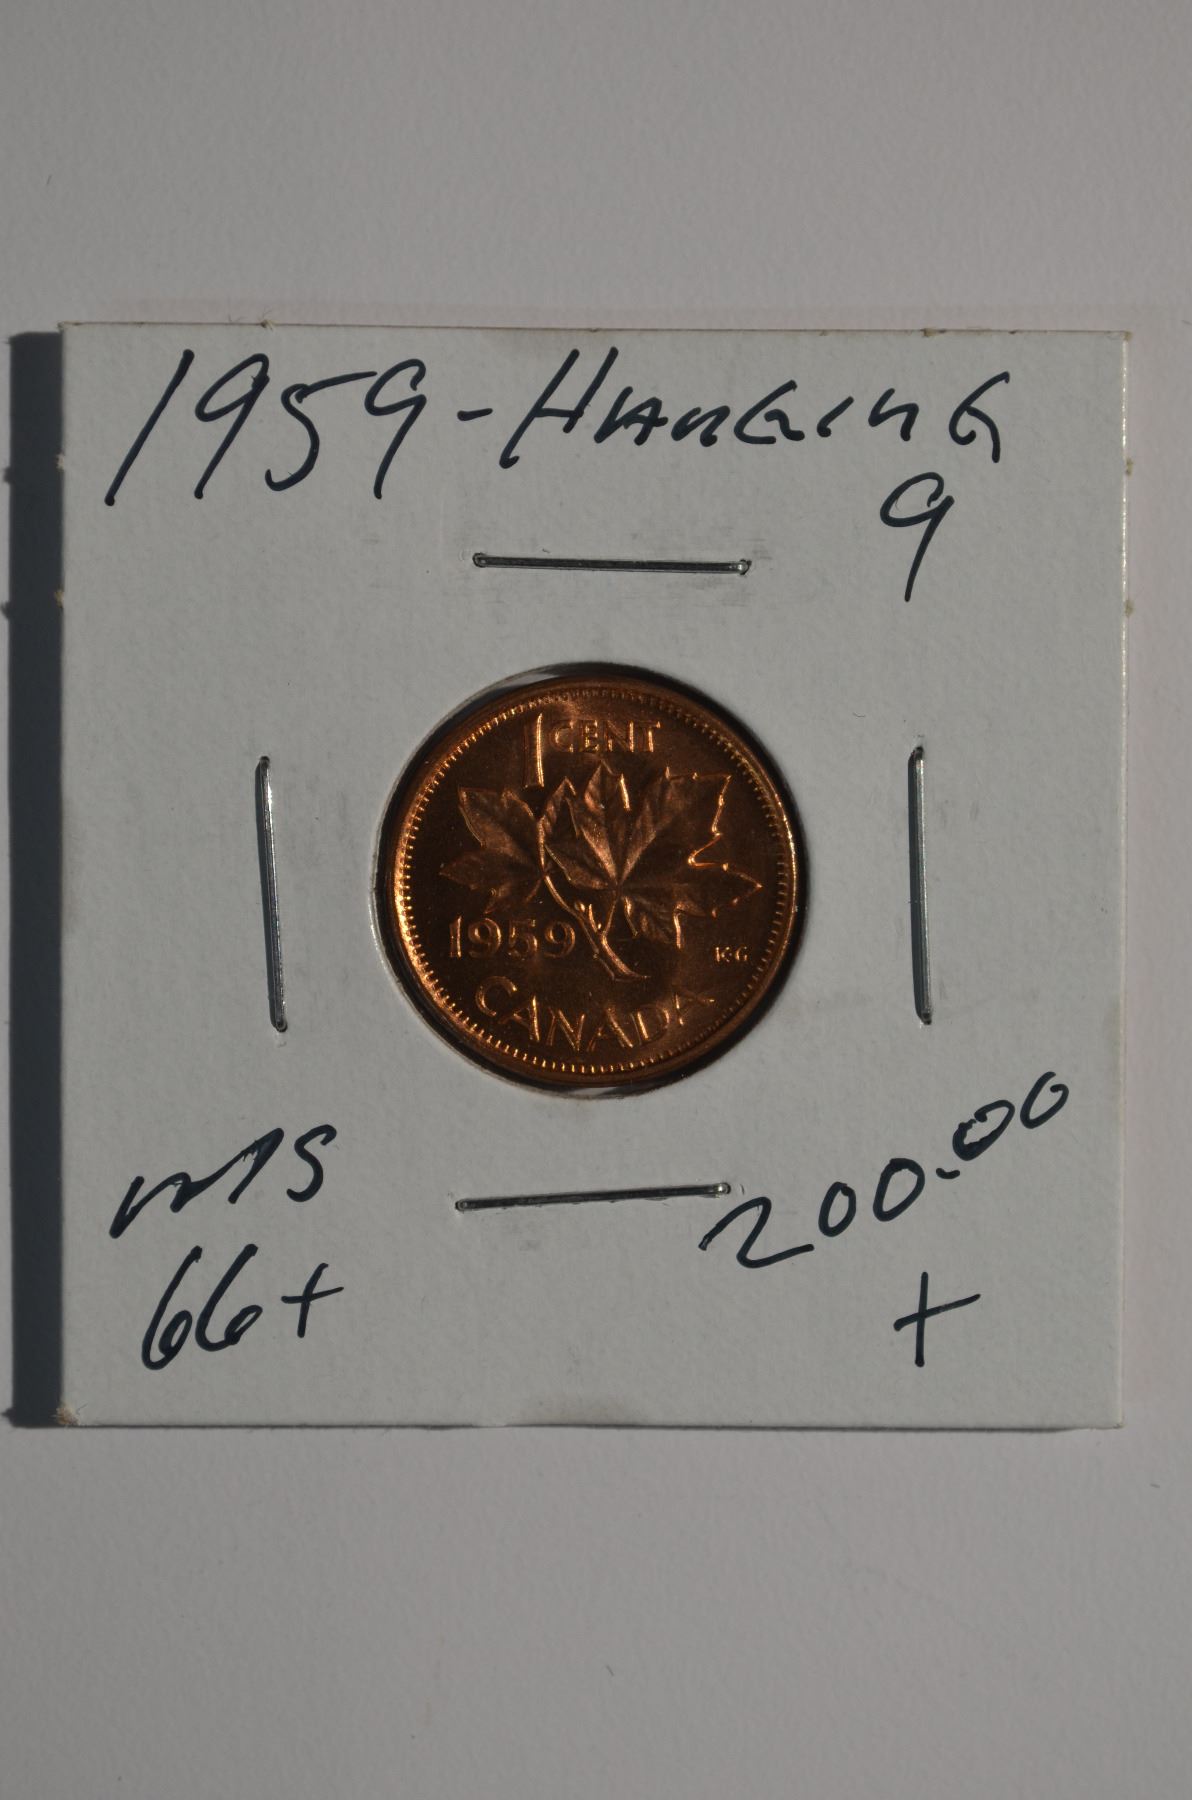 1959-HANGING
9
1 CENT
1959
KG
CANADA
MS
66+
200.00
+